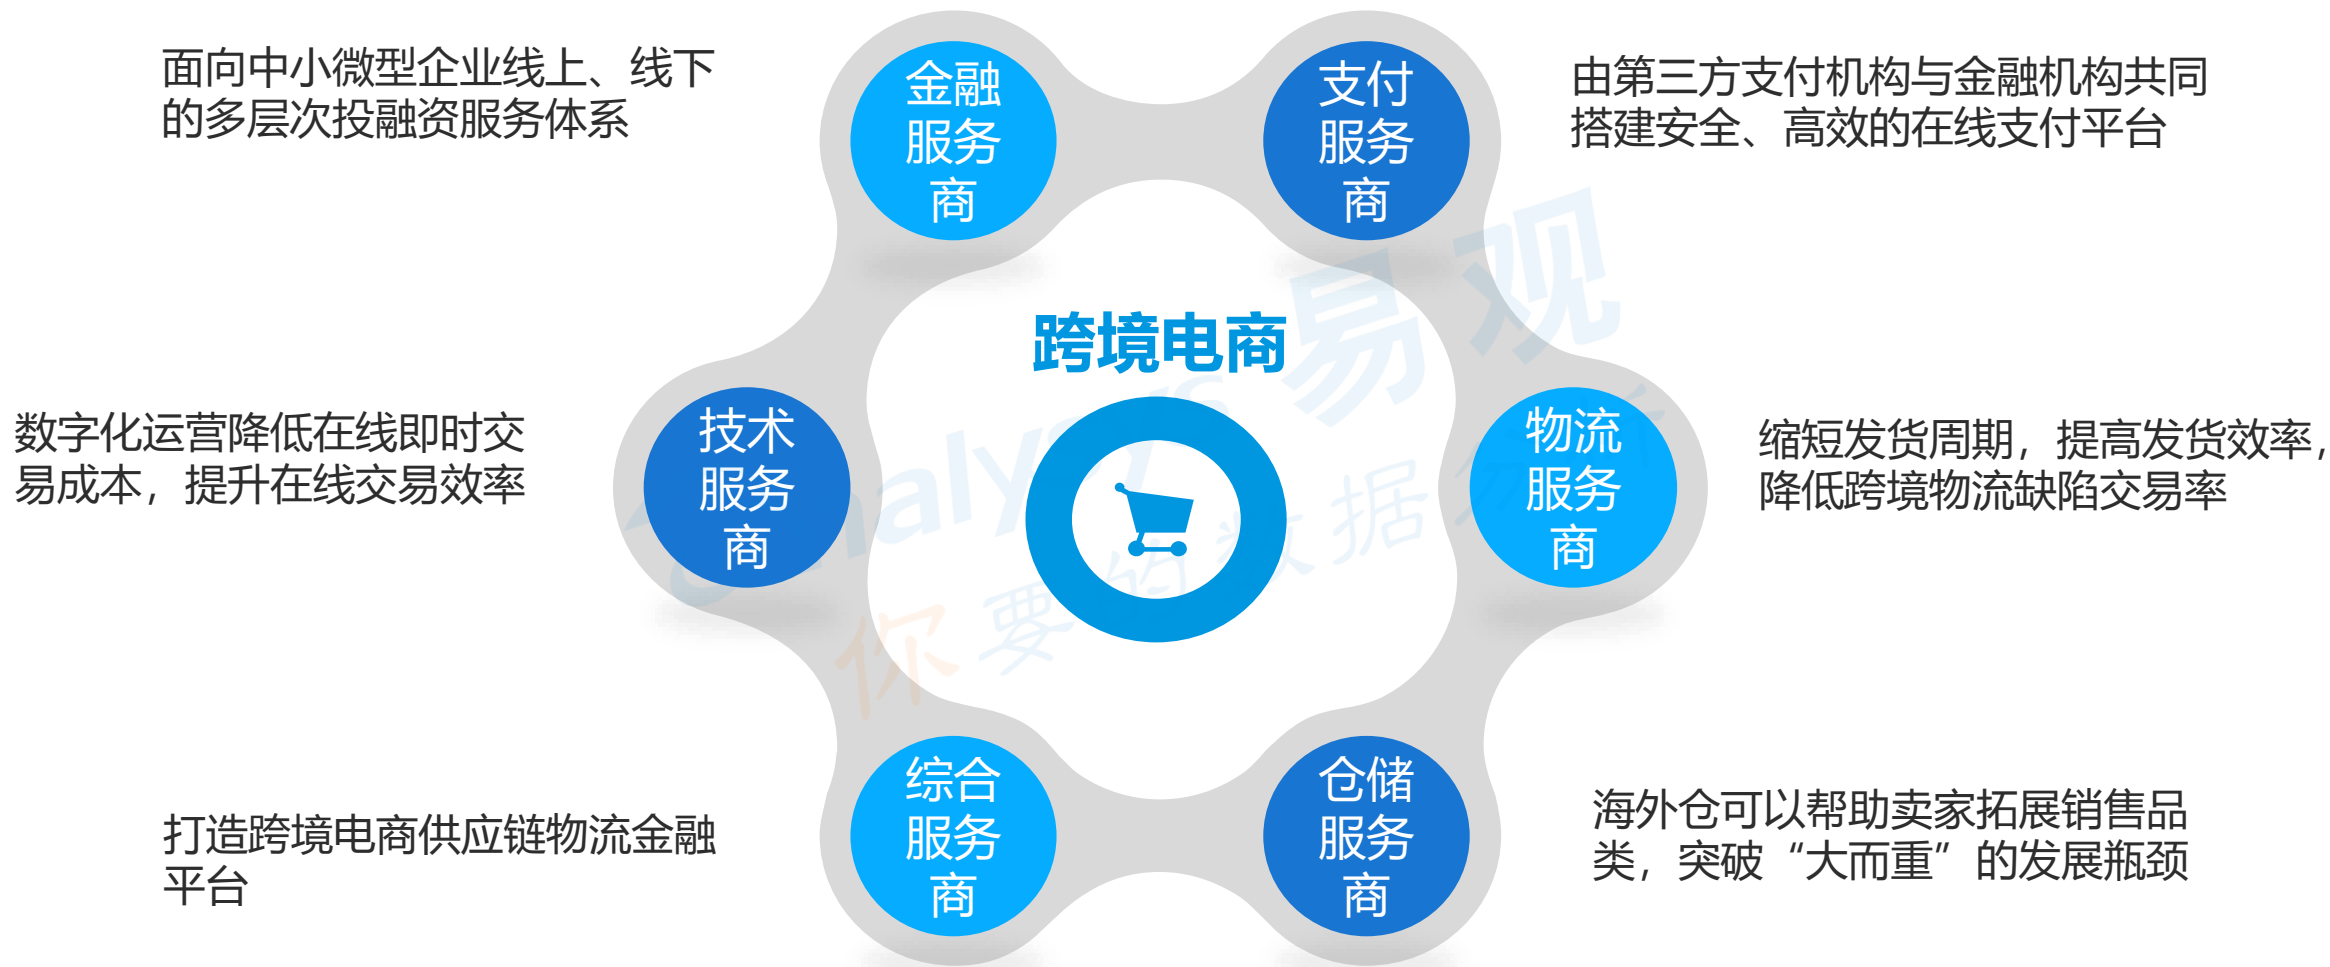 面向中小微型企业线上、线下
的多层次投融资服务体系
金融
服务
商
支付
服务
商
由第三方支付机构与金融机构共同
搭建安全、高效的在线支付平台
跨境电商
数字化运营降低在线即时交
易成本，提升在线交易效率
技术
服务
商
物流
服务
商
缩短发货周期，提高发货效率，
降低跨境物流缺陷交易率
打造跨境电商供应链物流金融
平台
综合
服务
商
仓储
服务
商
海外仓可以帮助卖家拓展销售品
类，突破“大而重”的发展瓶颈
analysys 易观
你要的数据分析